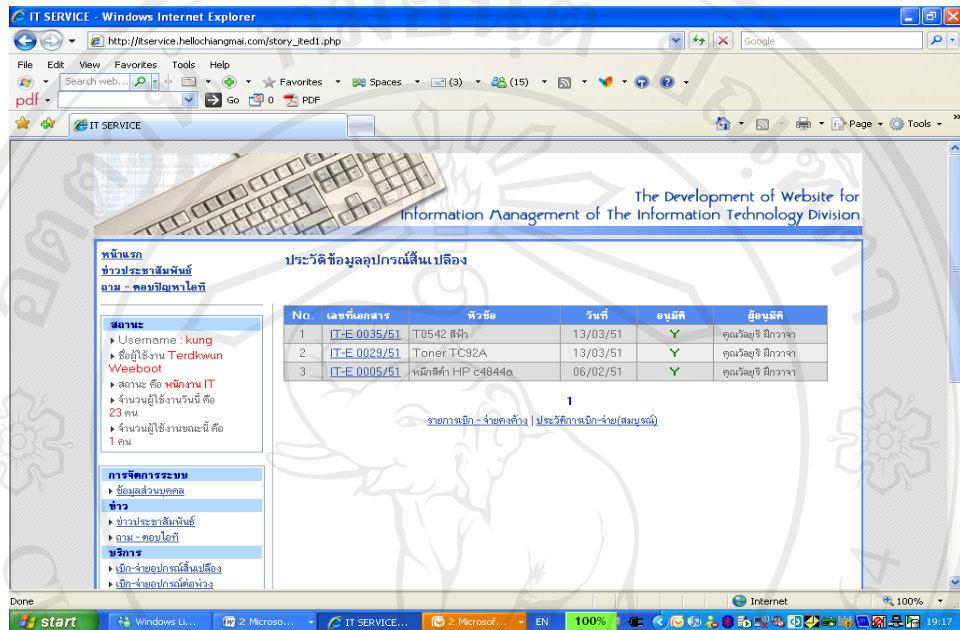 IT SERVICE - Windows Internet Explorer
http://itservice.hellochiangmai.com/story_ited1.php
Google
File Edit View Favorites Tools Help
Search web... Favorites Spaces (3) (15)
pdf Go 0 PDF
IT SERVICE Page Tools
The Development of Website for
Information Management of The Information Technology Division
หน้าแรก
ข่าวประชาสัมพันธ์
ถาม - ตอบปัญหาไอที
สถานะ
Username : kung
ชื่อผู้ใช้งาน Terdkwun
Weeboot
สถานะ คือ พนักงาน IT
จำนวนผู้ใช้งานวันนี้ คือ
23 คน
จำนวนผู้ใช้งานขณะนี้ คือ
1 คน
การจัดการระบบ
ข้อมูลส่วนบุคคล
ข่าว
ข่าวประชาสัมพันธ์
ถาม - ตอบไอที
บริการ
เบิก-จ่ายอุปกรณ์สิ้นเปลือง
เบิก-จ่ายอุปกรณ์ต่อพ่วง
ประวัติข้อมูลอุปกรณ์สิ้นเปลือง
No. เลขที่เอกสาร หัวข้อ วันที่ อนุมัติ ผู้อนุมัติ
1 IT-E 0035/51 T0542 สีฟ้า 13/03/51 Y คุณวัลยุรี ฝึกวาจา
2 IT-E 0029/51 Toner TC92A 13/03/51 Y คุณวัลยุรี ฝึกวาจา
3 IT-E 0005/51 หมึกสีดำ HP c4844a 06/02/51 Y คุณวัลยุรี ฝึกวาจา
1
รายการเบิก - จ่ายคงค้าง | ประวัติการเบิก-จ่าย(สมบูรณ์)
Done Internet 100%
start Windows Li... 2 Microso... IT SERVICE... 2 Microsof... EN 100% 19:17